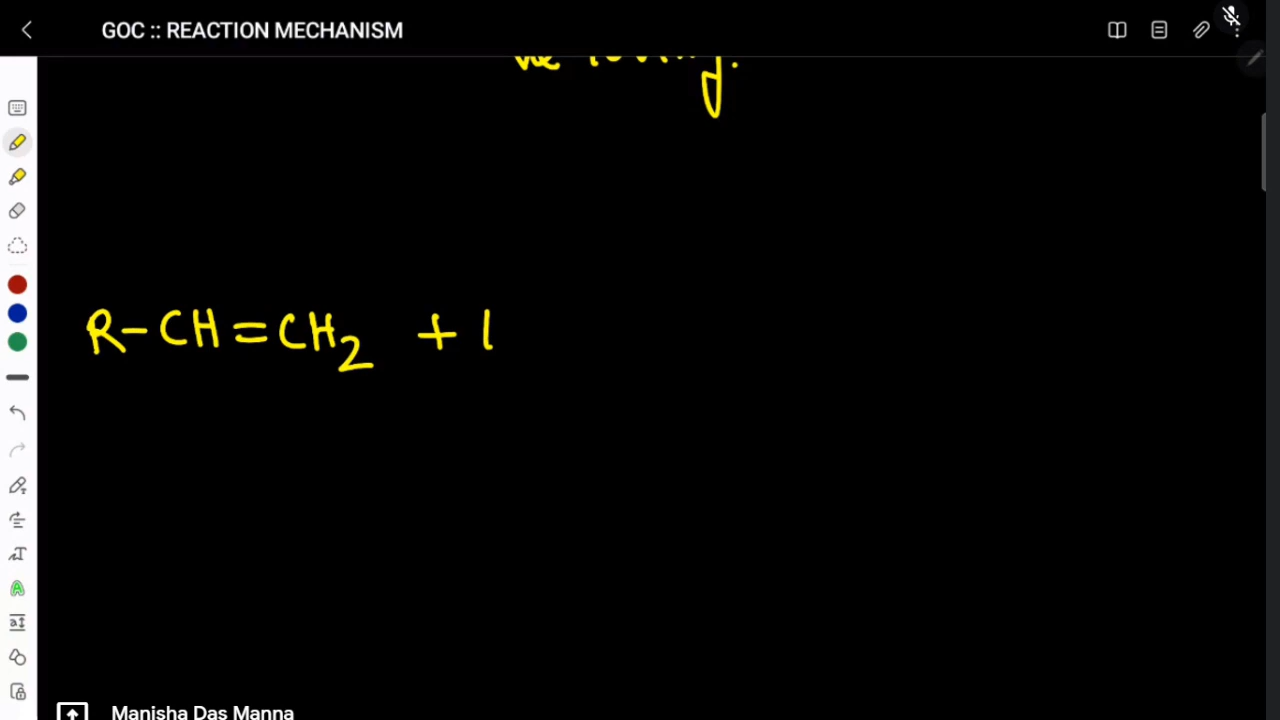 GOC :: REACTION MECHANISM
R-CH=CH2 + I
Manisha Das Manna